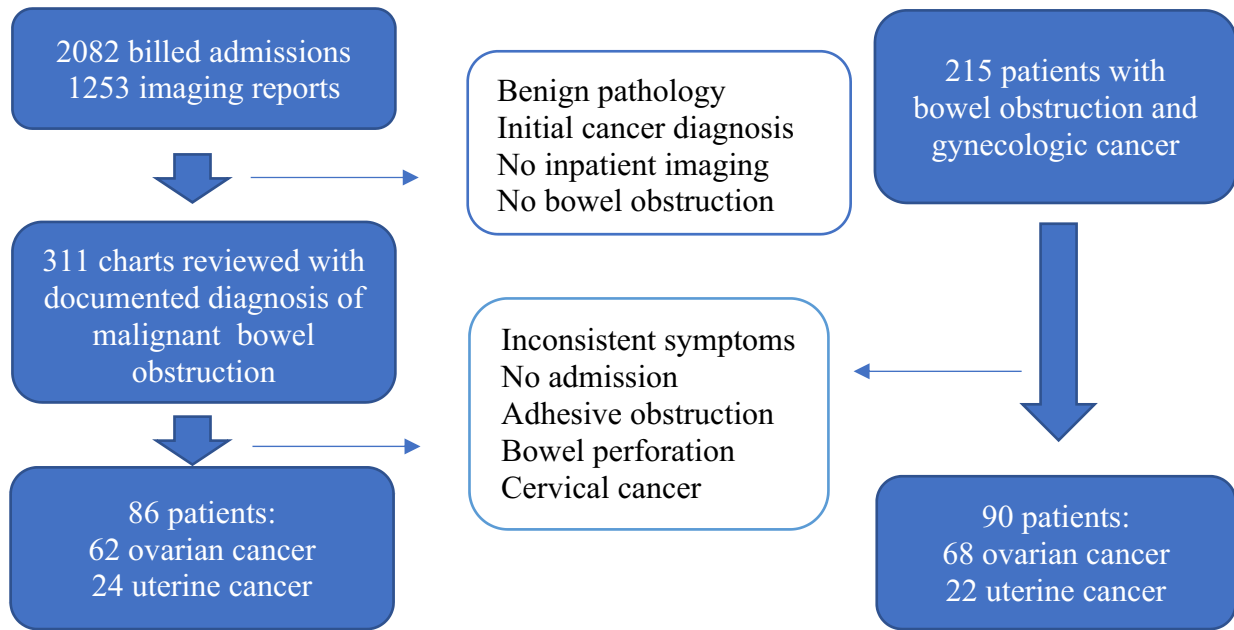 2082 billed admissions
1253 imaging reports
Benign pathology
Initial cancer diagnosis
No inpatient imaging
No bowel obstruction
215 patients with
bowel obstruction and
gynecologic cancer
311 charts reviewed with
documented diagnosis of
malignant bowel
obstruction
Inconsistent symptoms
No admission
Adhesive obstruction
Bowel perforation
Cervical cancer
86 patients:
62 ovarian cancer
24 uterine cancer
90 patients:
68 ovarian cancer
22 uterine cancer